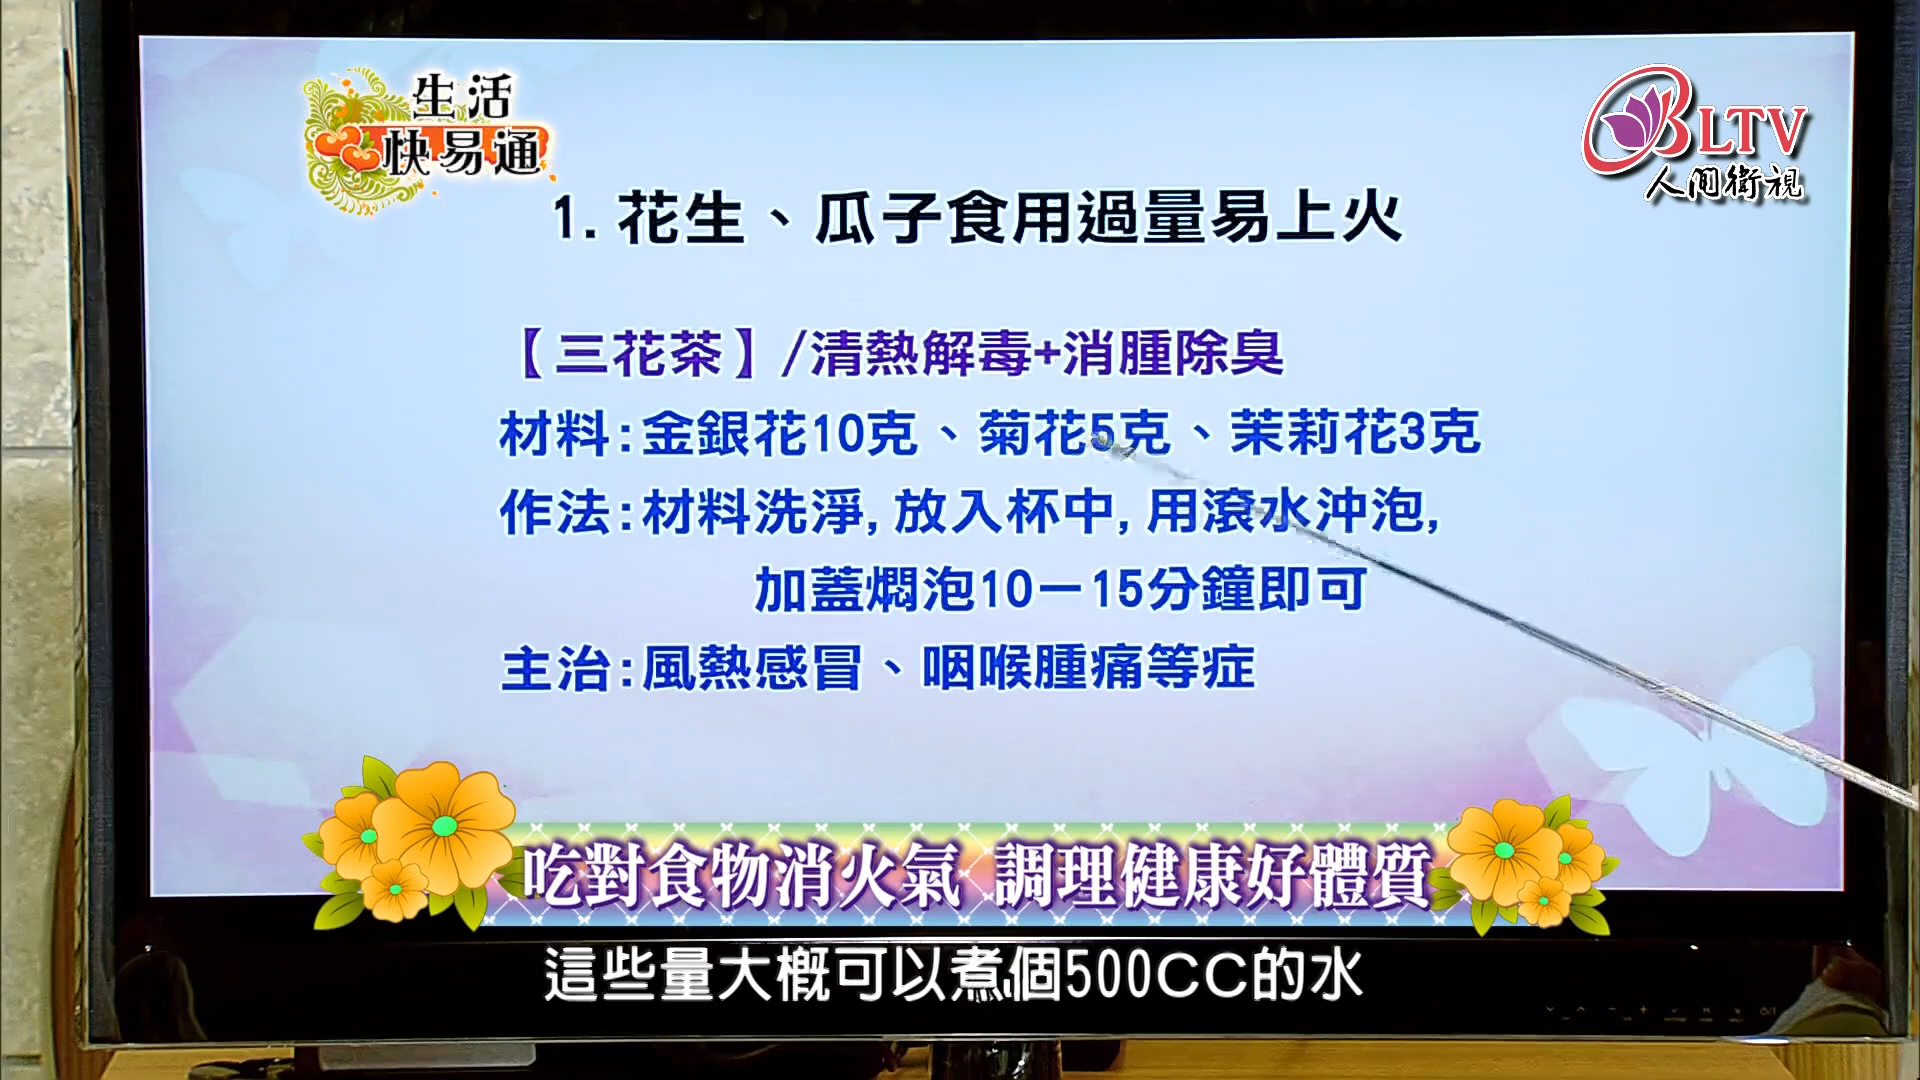 生活
快易通
BLTV
人間衛視
1.花生、瓜子食用過量易上火
【三花茶】/清熱解毒+消腫除臭
材料:金銀花10克、菊花5克、茉莉花3克
作法:材料洗淨,放入杯中,用滾水沖泡,
加蓋燜泡10－15分鐘即可
主治:風熱感冒、咽喉腫痛等症
吃對食物消火氣 調理健康好體質
這些量大概可以煮個500CC的水